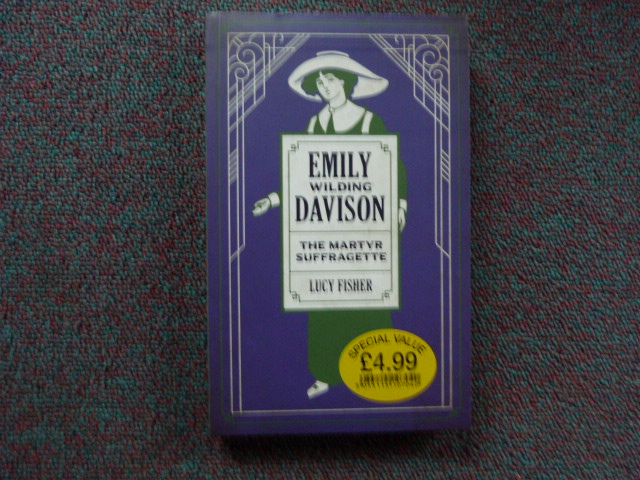 EMILY
WILDING
DAVISON
THE MARTYR
SUFFRAGETTE
LUCY FISHER
SPECIAL VALUE
£4.99